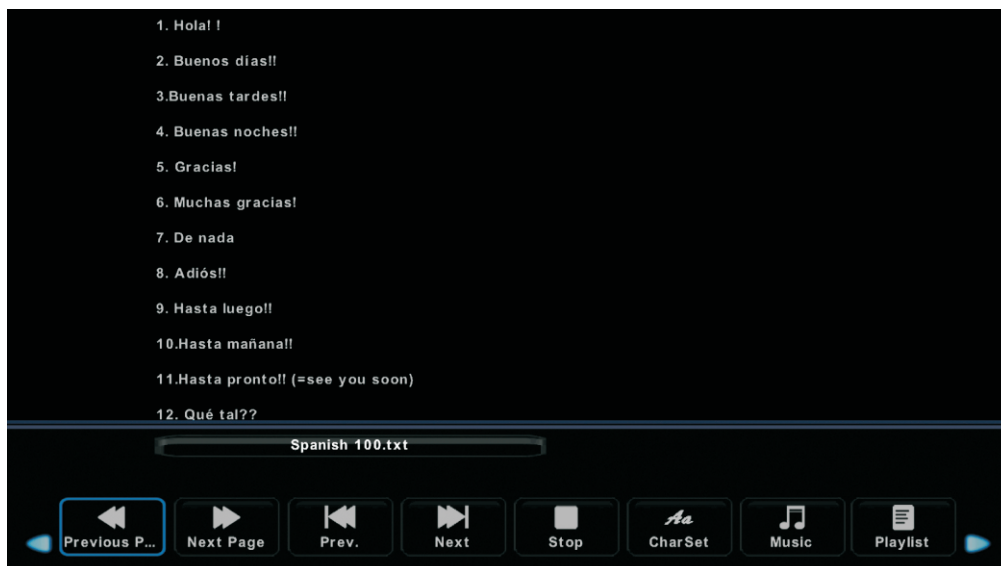 1. Hola! !
2. Buenos días!!
3.Buenas tardes!!
4. Buenas noches!!
5. Gracias!
6. Muchas gracias!
7. De nada
8. Adiós!!
9. Hasta luego!!
10.Hasta mañana!!
11.Hasta pronto!! (=see you soon)
12. Qué tal??
Spanish 100.txt
Previous P... Next Page Prev. Next Stop Aa CharSet Music Playlist